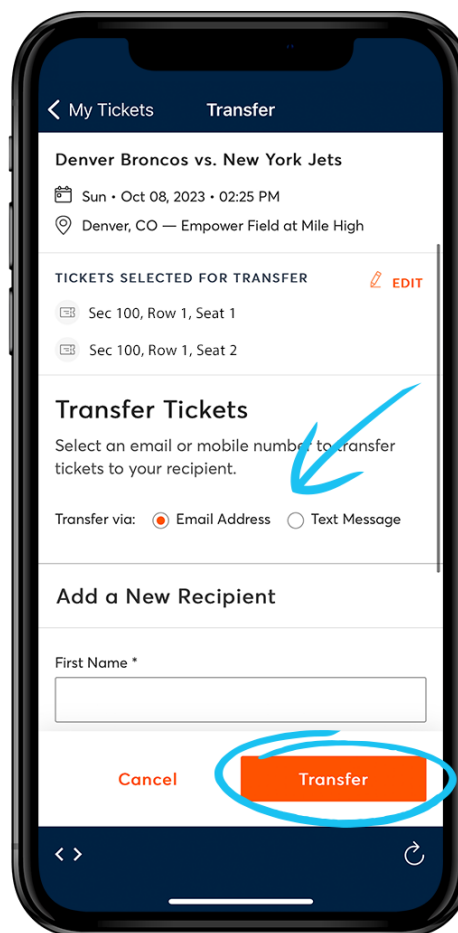 My Tickets Transfer
Denver Broncos vs. New York Jets
Sun • Oct 08, 2023 • 02:25 PM
Denver, CO — Empower Field at Mile High
TICKETS SELECTED FOR TRANSFER EDIT
Sec 100, Row 1, Seat 1
Sec 100, Row 1, Seat 2
Transfer Tickets
Select an email or mobile number to transfer
tickets to your recipient.
Transfer via: Email Address Text Message
Add a New Recipient
First Name *
Cancel Transfer